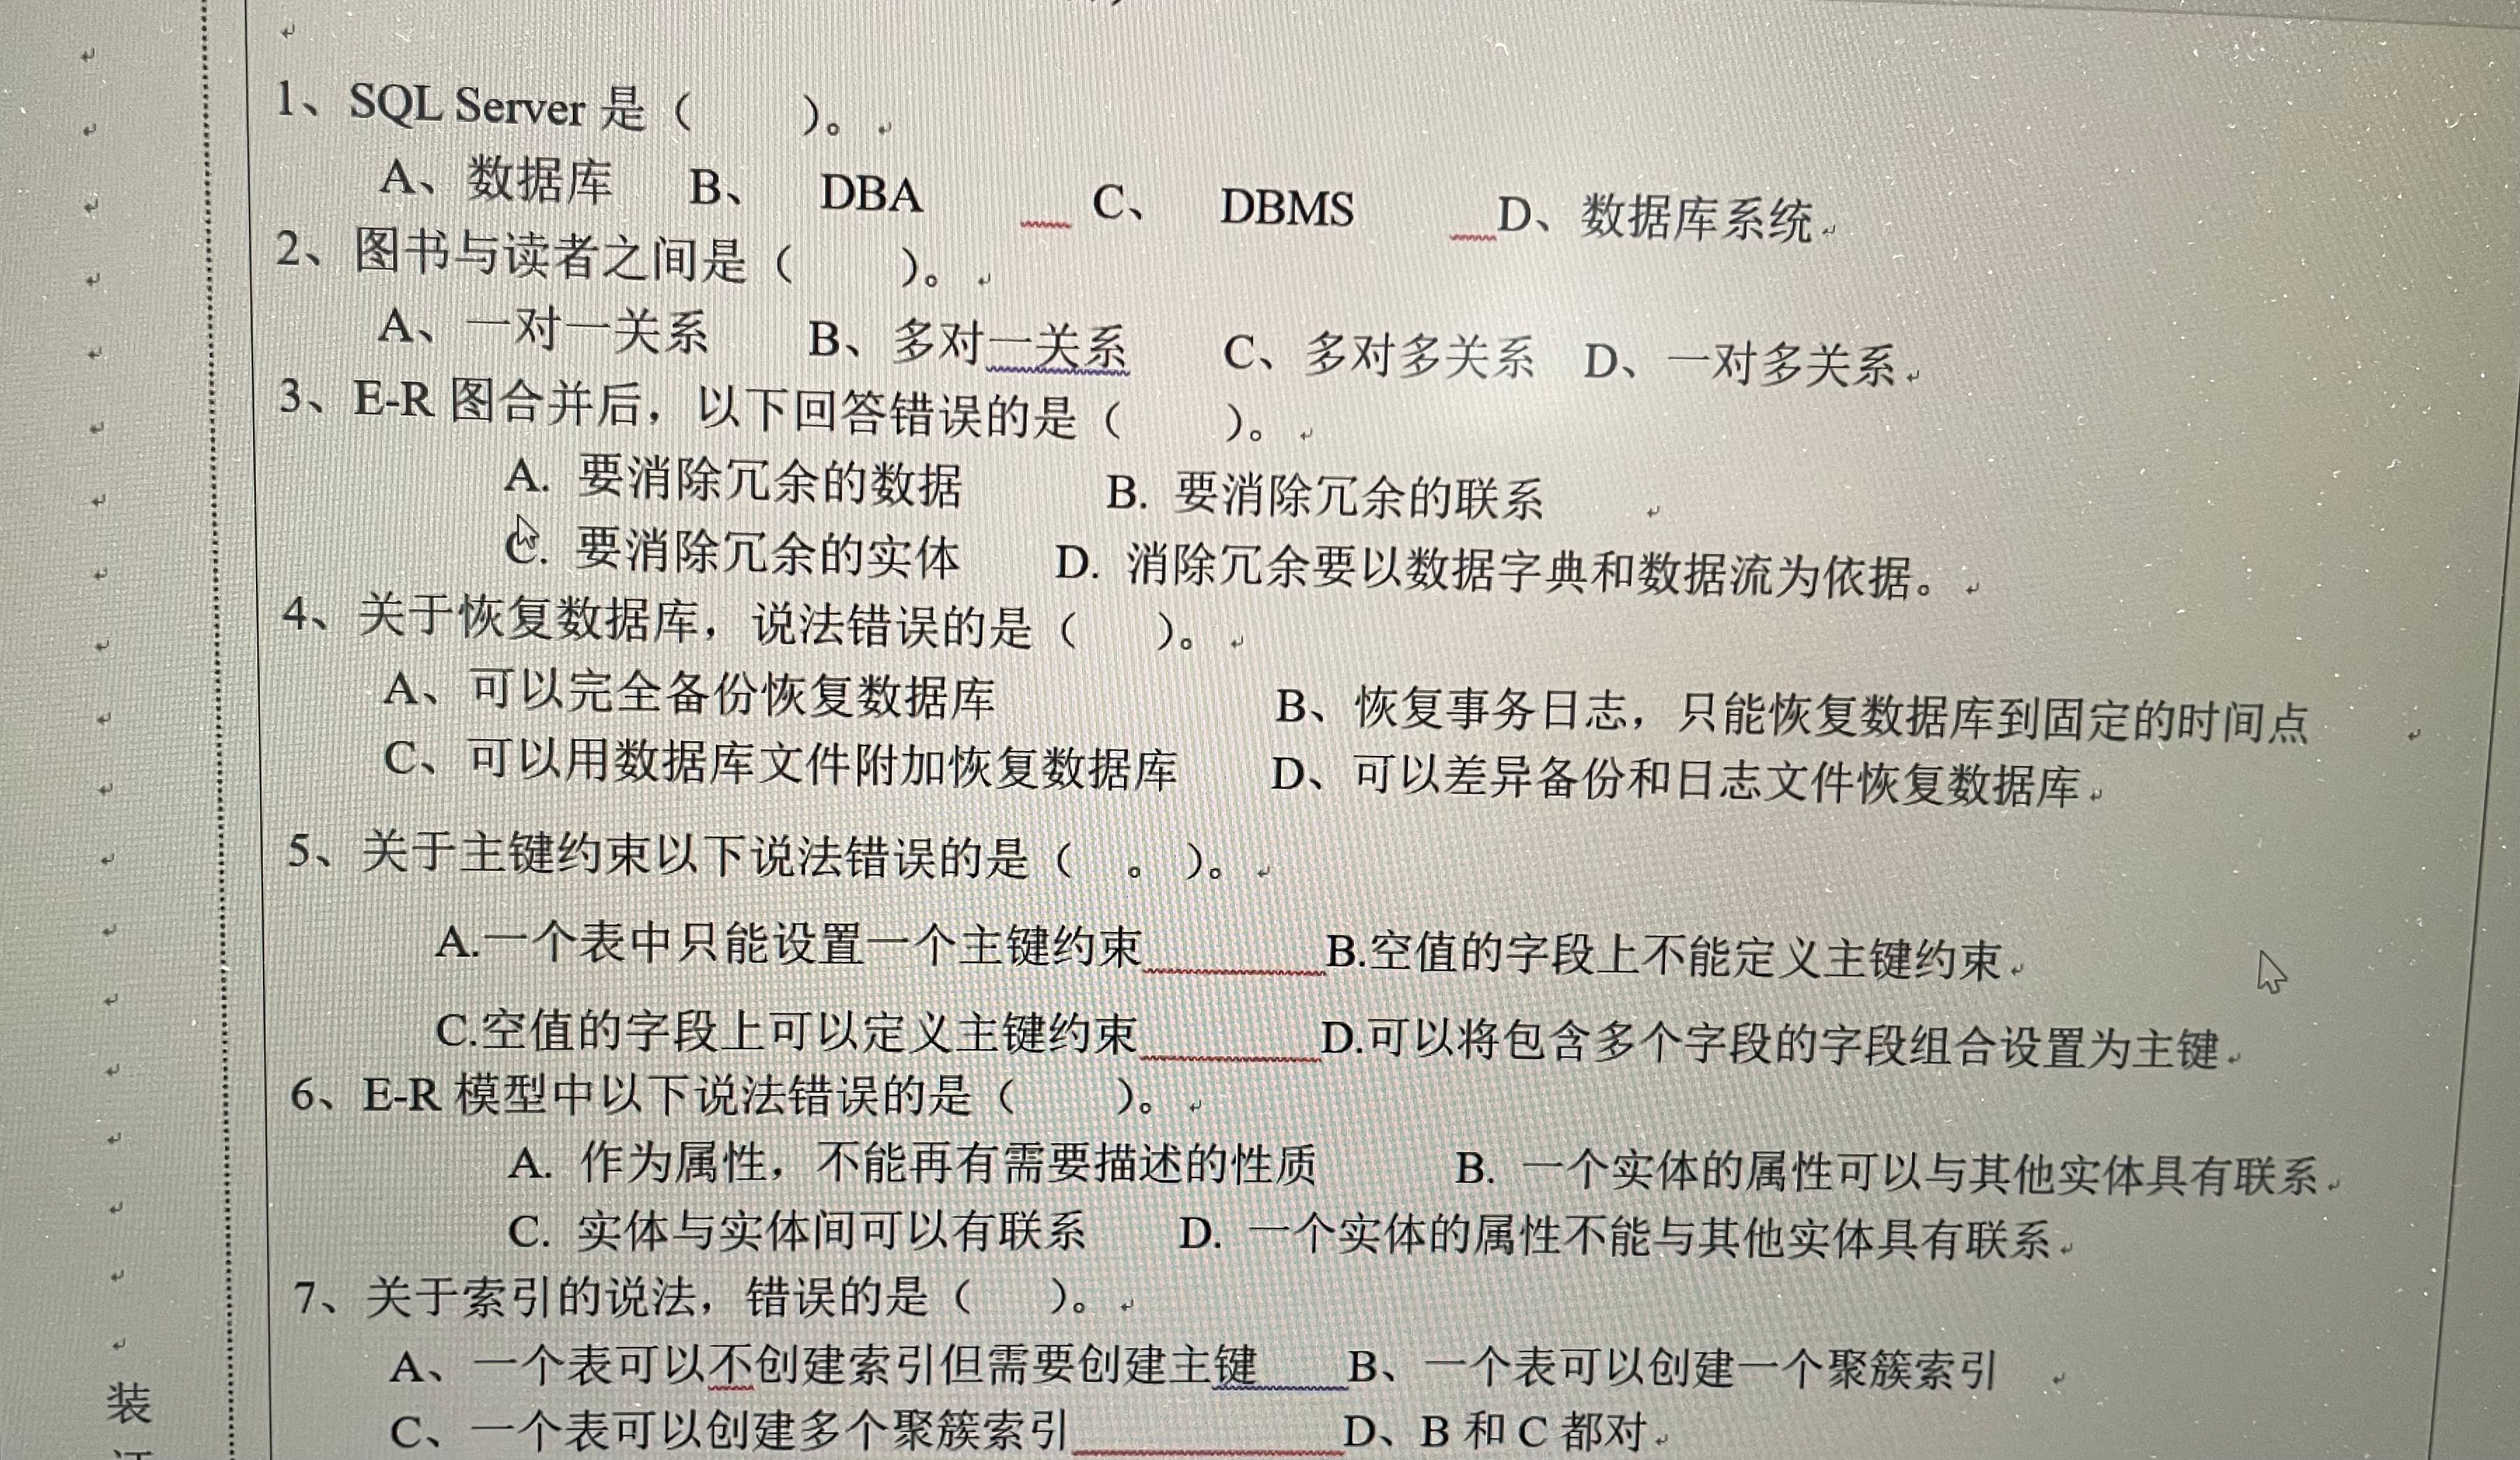 1、SQL Server 是（  ）。
A、数据库 B、 DBA C、 DBMS D、数据库系统
2、图书与读者之间是（  ）。
A、一对一关系 B、多对一关系 C、多对多关系 D、一对多关系
3、E-R 图合并后，以下回答错误的是（  ）。
A. 要消除冗余的数据 B. 要消除冗余的联系
C. 要消除冗余的实体 D. 消除冗余要以数据字典和数据流为依据。
4、关于恢复数据库，说法错误的是（  ）。
A、可以完全备份恢复数据库 B、恢复事务日志，只能恢复数据库到固定的时间点
C、可以用数据库文件附加恢复数据库 D、可以差异备份和日志文件恢复数据库
5、关于主键约束以下说法错误的是（ 。 ）。
A.一个表中只能设置一个主键约束 B.空值的字段上不能定义主键约束
C.空值的字段上可以定义主键约束 D.可以将包含多个字段的字段组合设置为主键
6、E-R 模型中以下说法错误的是（  ）。
A. 作为属性，不能再有需要描述的性质 B. 一个实体的属性可以与其他实体具有联系
C. 实体与实体间可以有联系 D. 一个实体的属性不能与其他实体具有联系
7、关于索引的说法，错误的是（  ）。
A、一个表可以不创建索引但需要创建主键 B、一个表可以创建一个聚簇索引
C、一个表可以创建多个聚簇索引 D、B 和 C 都对
装